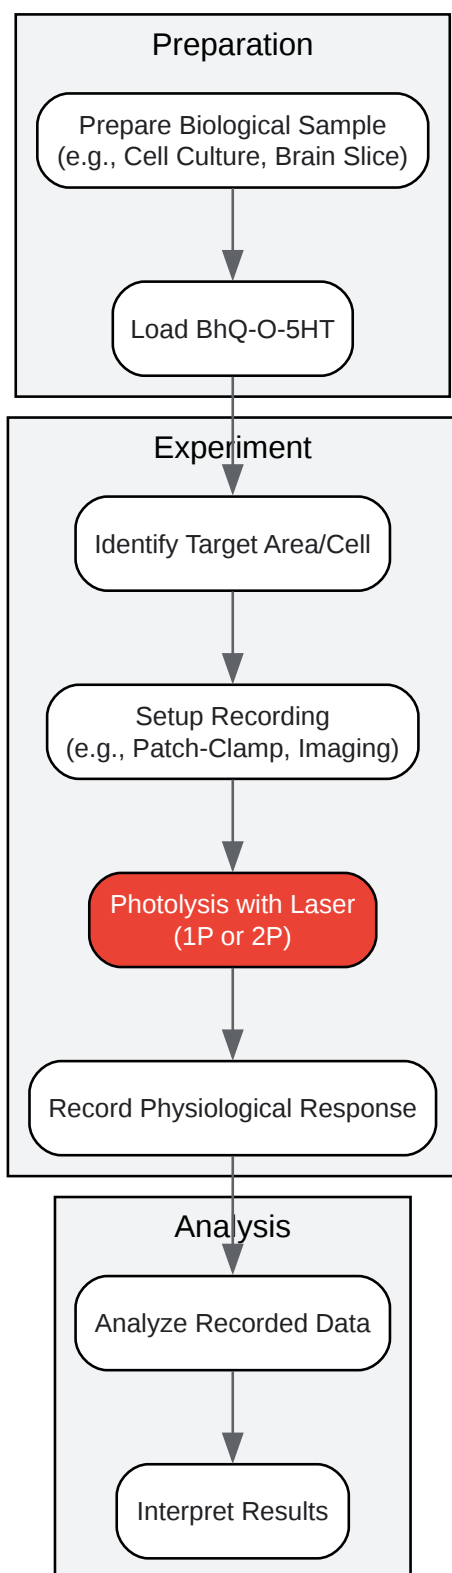 Preparation
Prepare Biological Sample
(e.g., Cell Culture, Brain Slice)
Load BhQ-O-5HT
Experiment
Identify Target Area/Cell
Setup Recording
(e.g., Patch-Clamp, Imaging)
Photolysis with Laser
(1P or 2P)
Record Physiological Response
Analysis
Analyze Recorded Data
Interpret Results